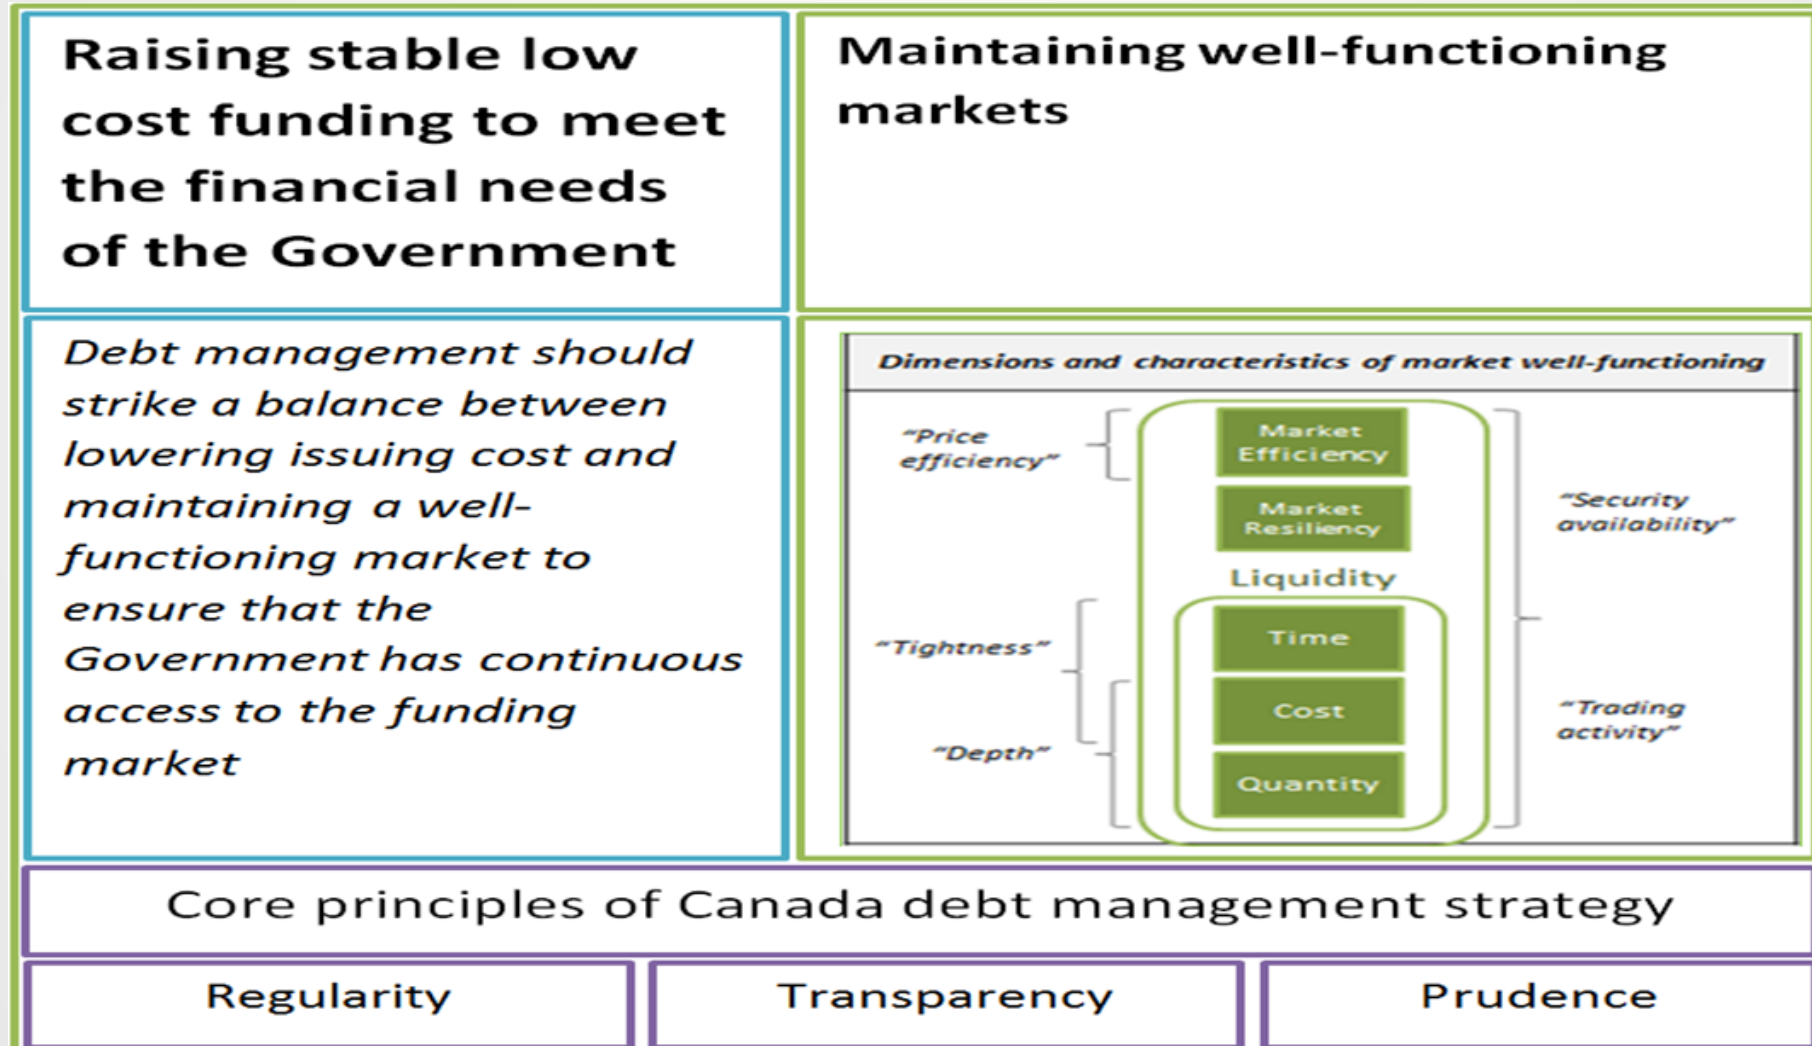 Raising stable low
cost funding to meet
the financial needs
of the Government
Maintaining well-functioning
markets
Debt management should
strike a balance between
lowering issuing cost and
maintaining a well-
functioning market to
ensure that the
Government has continuous
access to the funding
market
Dimensions and characteristics of market well-functioning
“Price
efficiency”
Market
Efficiency
Market
Resiliency
“Security
availability”
Liquidity
“Tightness”
Time
Cost
“Trading
activity”
“Depth”
Quantity
Core principles of Canada debt management strategy
Regularity
Transparency
Prudence